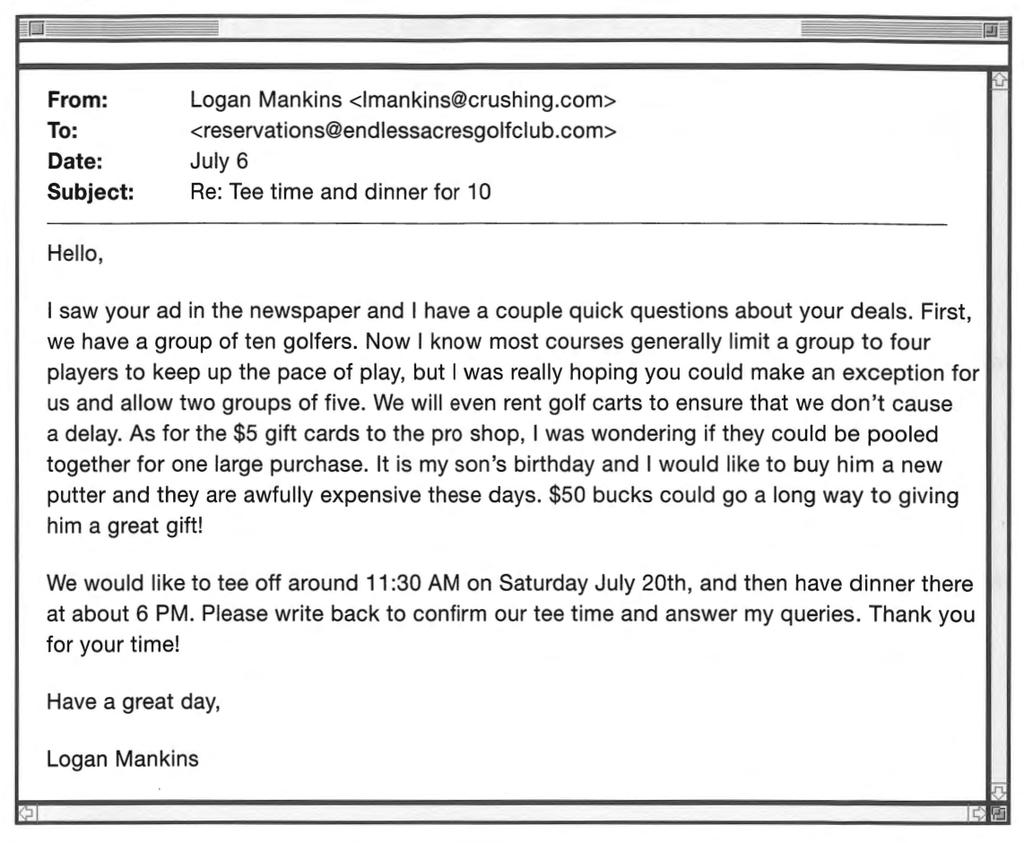 From: Logan Mankins <lmankins@crushing.com>
To: <reservations@endlessacresgolfclub.com>
Date: July 6
Subject: Re: Tee time and dinner for 10
Hello,
I saw your ad in the newspaper and I have a couple quick questions about your deals. First,
we have a group of ten golfers. Now I know most courses generally limit a group to four
players to keep up the pace of play, but I was really hoping you could make an exception for
us and allow two groups of five. We will even rent golf carts to ensure that we don't cause
a delay. As for the $5 gift cards to the pro shop, I was wondering if they could be pooled
together for one large purchase. It is my son's birthday and I would like to buy him a new
putter and they are awfully expensive these days. $50 bucks could go a long way to giving
him a great gift!
We would like to tee off around 11:30 AM on Saturday July 20th, and then have dinner there
at about 6 PM. Please write back to confirm our tee time and answer my queries. Thank you
for your time!
Have a great day,
Logan Mankins